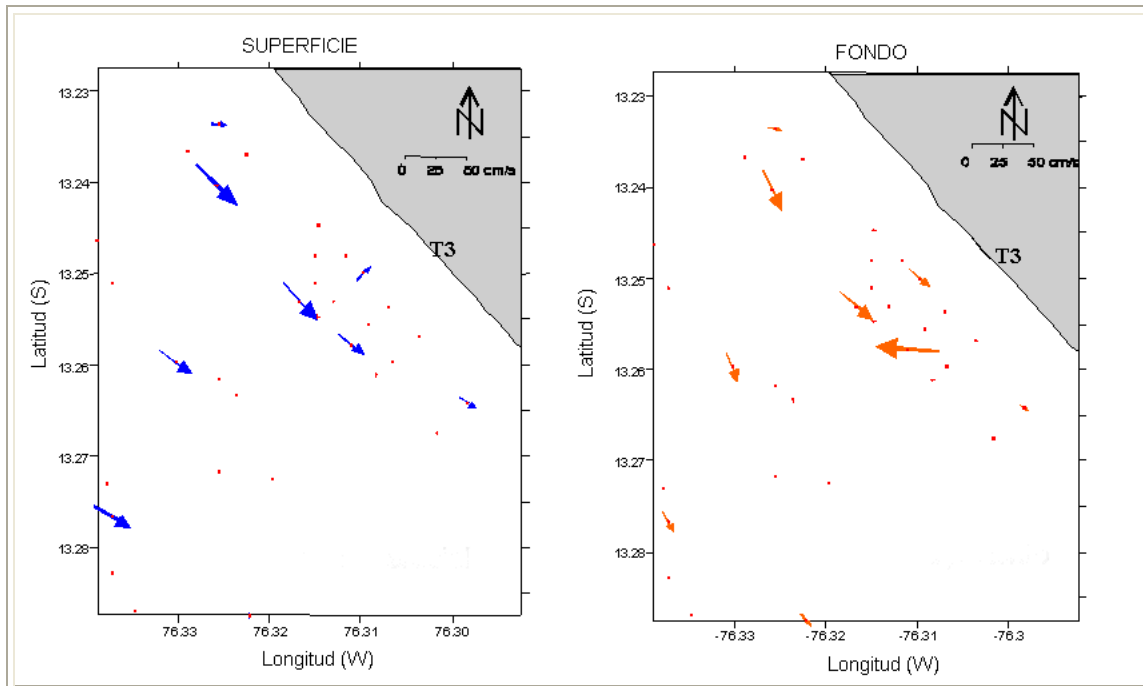 SUPERFICIE
13.23
13.24
13.25
13.26
13.27
13.28
Latitud (S)
N
0 25 50 cm/s
T3
76.33 76.32 76.31 76.30
Longitud (W)
FONDO
13.23
13.24
13.25
13.26
13.27
13.28
Latitud (S)
N
0 25 50 cm/s
T3
-76.33 -76.32 -76.31 -76.3
Longitud (W)